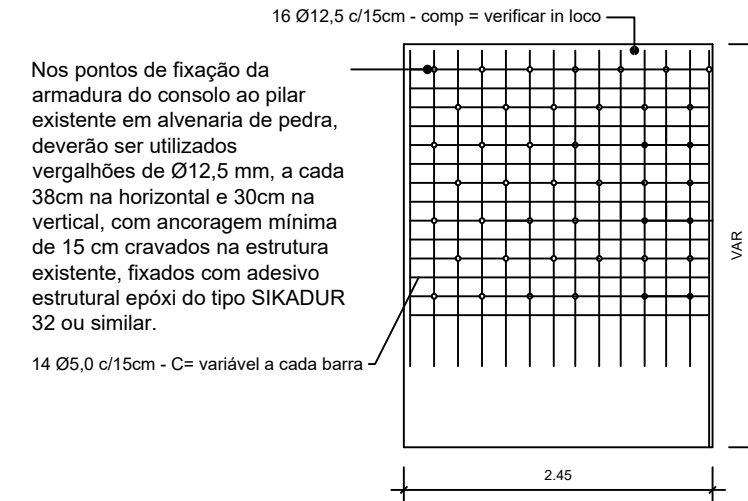 16 Ø12,5 c/15cm - comp = verificar in loco
Nos pontos de fixação da
armadura do consolo ao pilar
existente em alvenaria de pedra,
deverão ser utilizados
vergalhões de Ø12,5 mm, a cada
38cm na horizontal e 30cm na
vertical, com ancoragem mínima
de 15 cm cravados na estrutura
existente, fixados com adesivo
estrutural epóxi do tipo SIKADUR
32 ou similar.
14 Ø5,0 c/15cm - C= variável a cada barra
VAR
2.45